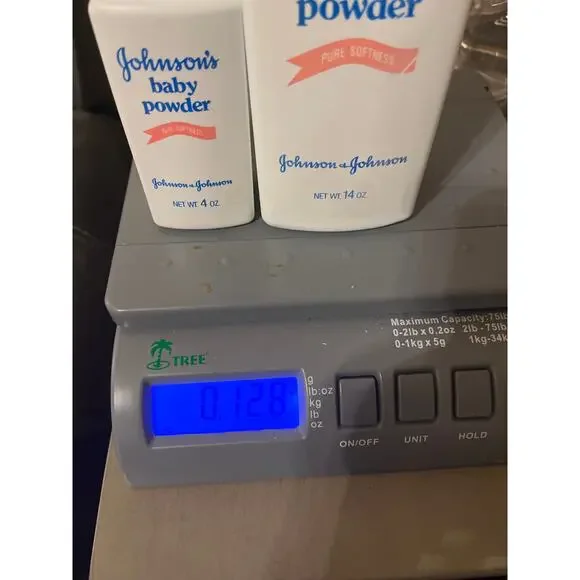 Johnson's
baby
powder
powder
PURE SOFTNESS
Johnson & Johnson
NET WT. 4 OZ.
Johnson & Johnson
NET WT. 14 OZ.
Maximum Capacity:75lb
0-2lb x 0.2oz 2lb - 75lb
0-1kg x 5g 1kg-34k
TREE
0.128
g
lb:oz
kg
lb
oz
ON/OFF
UNIT
HOLD